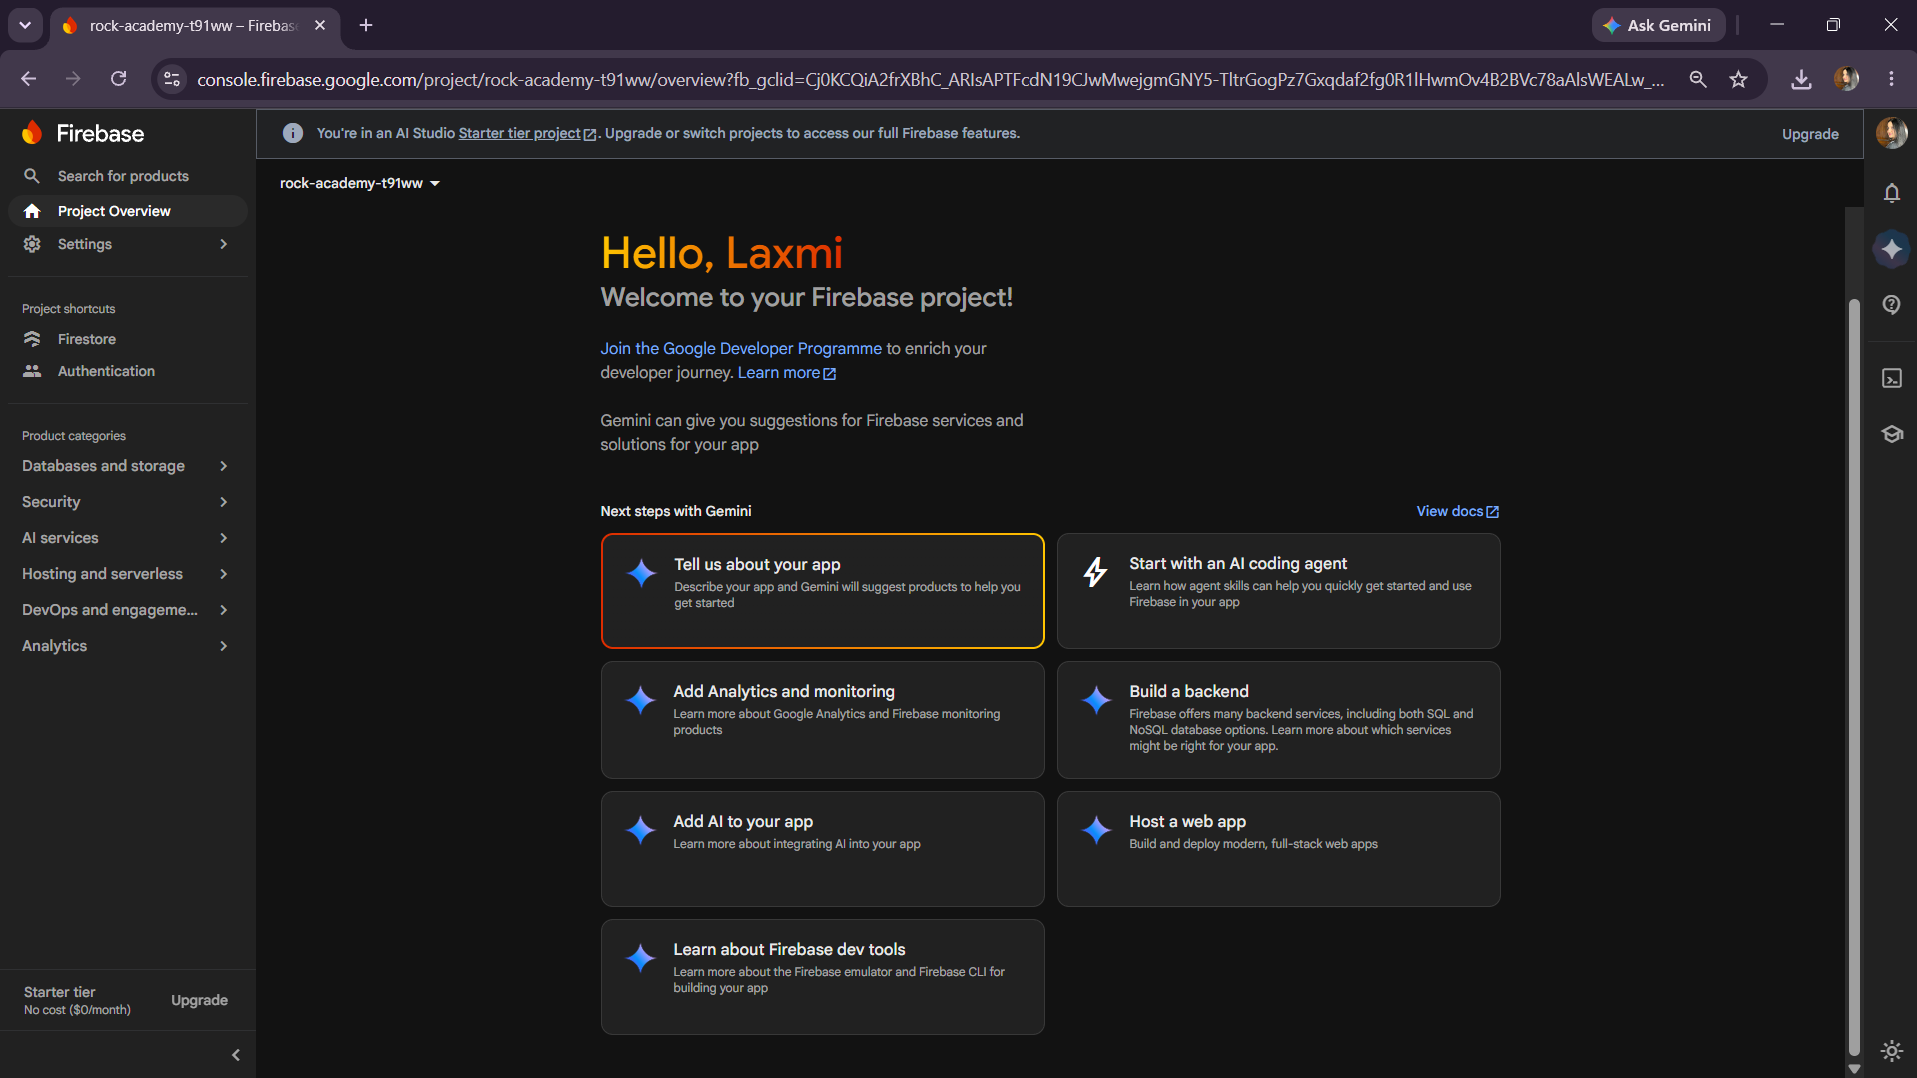 rock-academy-t91ww – Firebas
Ask Gemini
console.firebase.google.com/project/rock-academy-t91ww/overview?fb_gclid=Cj0KCQiA2frXBhC_ARIsAPTFcdN19CJwMwejgmGNY5-TltrGogPz7Gxqdaf2fg0R1lHwmOv4B2BVc78aAlsWEALw_...
Firebase
You're in an AI Studio Starter tier project. Upgrade or switch projects to access our full Firebase features.
Upgrade
Search for products
Project Overview
Settings
Project shortcuts
Firestore
Authentication
Product categories
Databases and storage
Security
AI services
Hosting and serverless
DevOps and engageme...
Analytics
Starter tier
No cost ($0/month)
Upgrade
rock-academy-t91ww
Hello, Laxmi
Welcome to your Firebase project!
Join the Google Developer Programme to enrich your
developer journey. Learn more
Gemini can give you suggestions for Firebase services and
solutions for your app
Next steps with Gemini
View docs
Tell us about your app
Describe your app and Gemini will suggest products to help you
get started
Start with an AI coding agent
Learn how agent skills can help you quickly get started and use
Firebase in your app
Add Analytics and monitoring
Learn more about Google Analytics and Firebase monitoring
products
Build a backend
Firebase offers many backend services, including both SQL and
NoSQL database options. Learn more about which services
might be right for your app.
Add AI to your app
Learn more about integrating AI into your app
Host a web app
Build and deploy modern, full-stack web apps
Learn about Firebase dev tools
Learn more about the Firebase emulator and Firebase CLI for
building your app